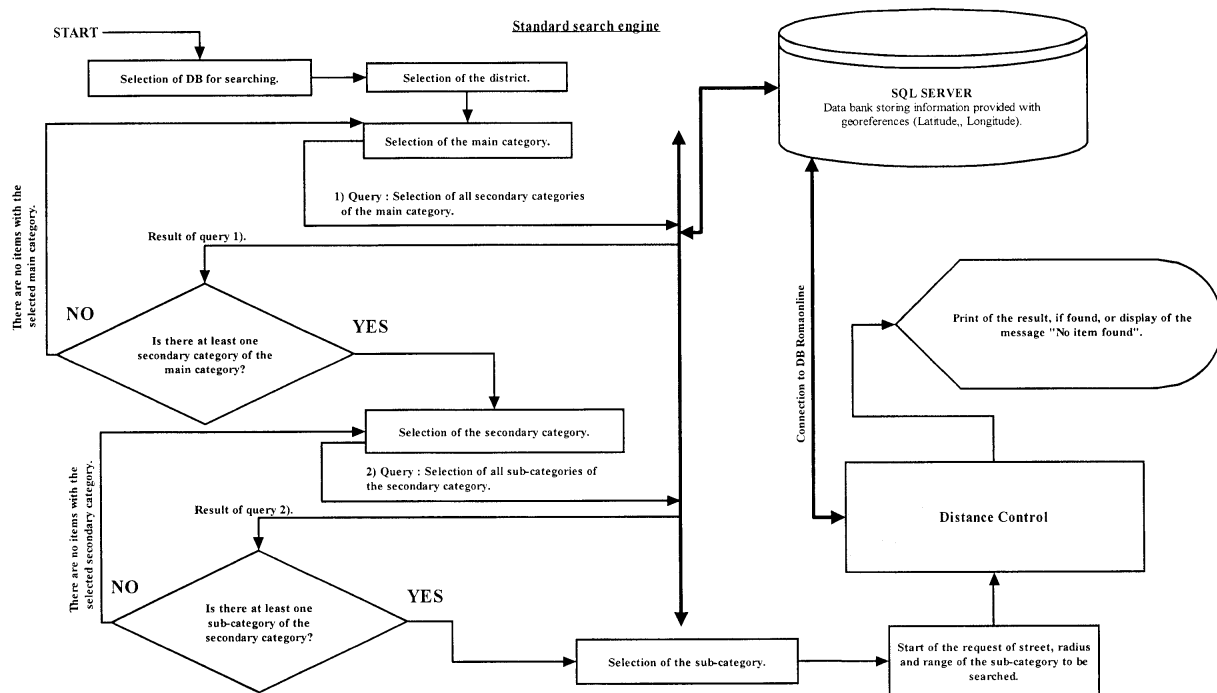 Standard search engine
START
Selection of DB for searching.
Selection of the district.
SQL SERVER
Data bank storing information provided with
georeferences (Latitude,, Longitude).
Selection of the main category.
1) Query : Selection of all secondary categories
of the main category.
Result of query 1).
There are no items with the
selected main category.
NO
YES
Is there at least one
secondary category of the
main category?
Print of the result, if found, or display of the
message "No item found".
Connection to DB Romaonline
Selection of the secondary category.
2) Query : Selection of all sub-categories of
the secondary category.
Result of query 2).
There are no items with the
selected secondary category.
Distance Control
NO
YES
Is there at least one
sub-category of the
secondary category?
Selection of the sub-category.
Start of the request of street, radius
and range of the sub-category to be
searched.